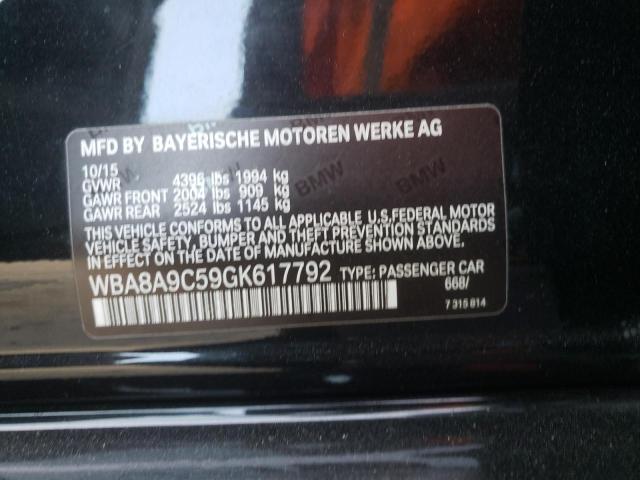 MFD BY BAYERISCHE MOTOREN WERKE AG
10/15
GVWR 4396 lbs 1994 kg
GAWR FRONT 2004 lbs 909 kg
GAWR REAR 2524 lbs 1145 kg
THIS VEHICLE CONFORMS TO ALL APPLICABLE U.S.FEDERAL MOTOR
VEHICLE SAFETY, BUMPER, AND THEFT PREVENTION STANDARDS
IN EFFECT ON THE DATE OF MANUFACTURE SHOWN ABOVE.
WBA8A9C59GK617792 TYPE: PASSENGER CAR
668/
7 315 814
BMW
BMW